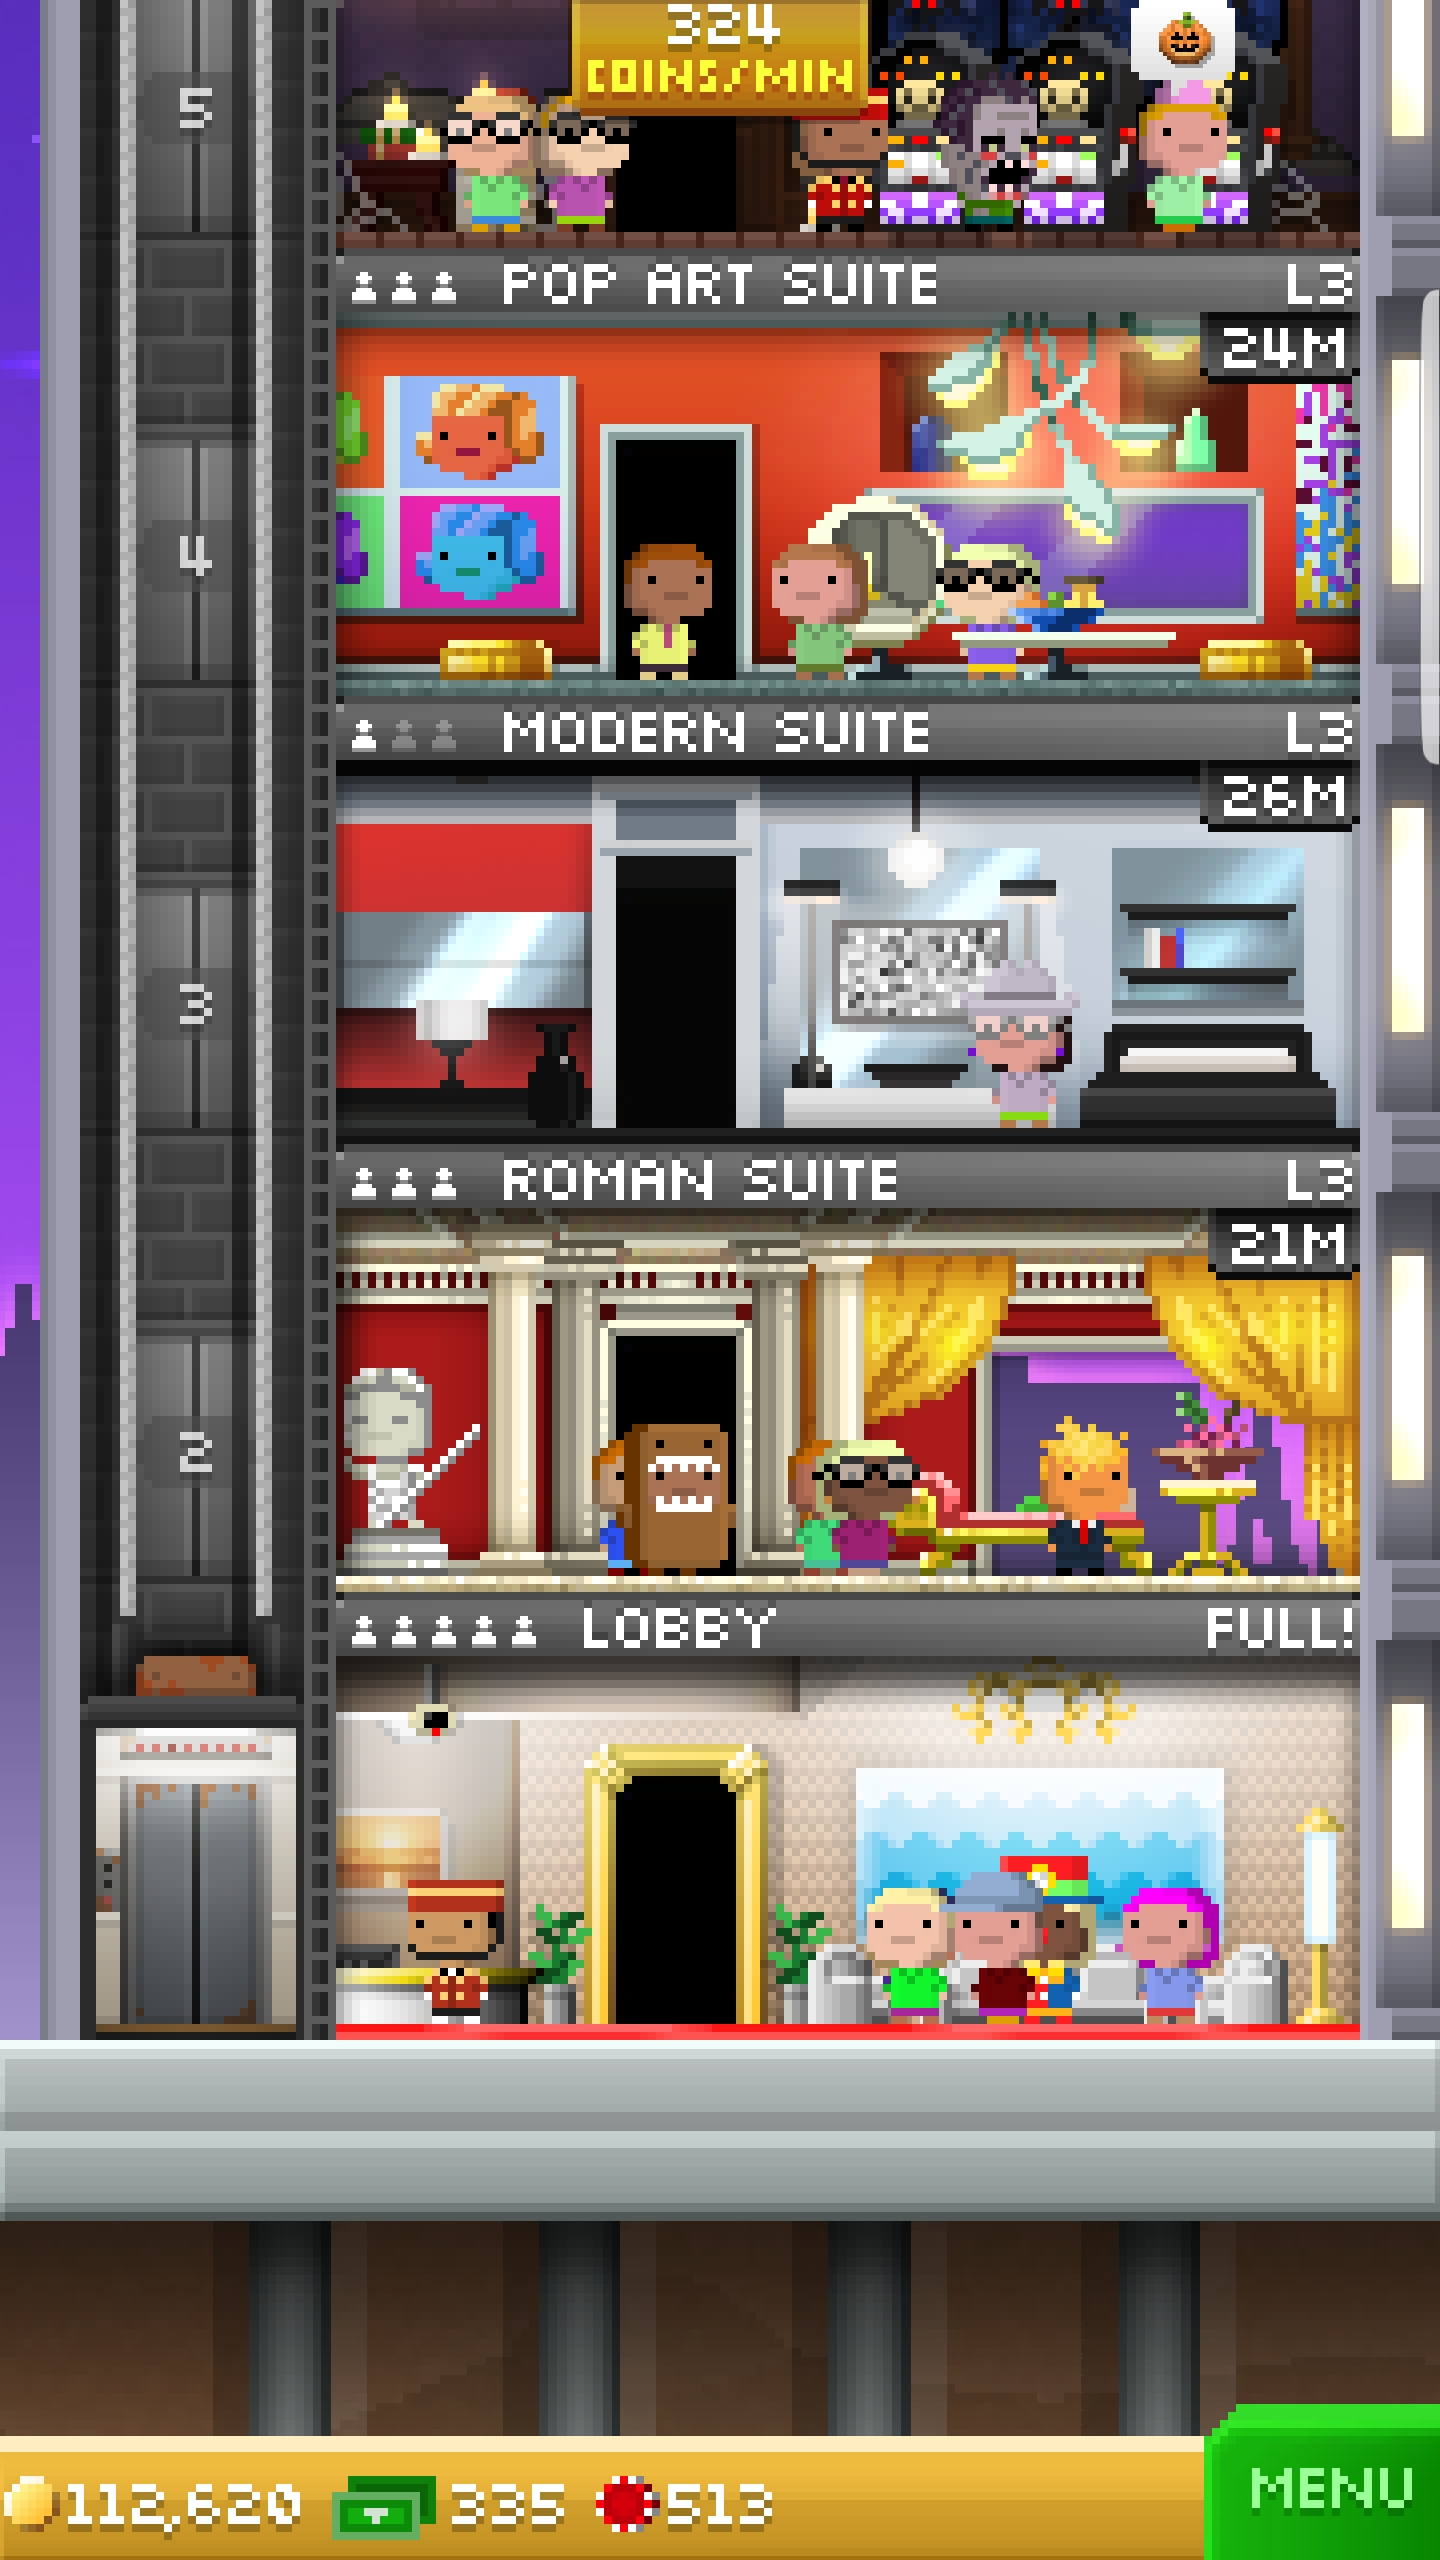 324
COINS/MIN
5
POP ART SUITE L3
24M
4
MODERN SUITE L3
26M
3
ROMAN SUITE L3
21M
2
LOBBY FULL!
112,620 335 513
MENU